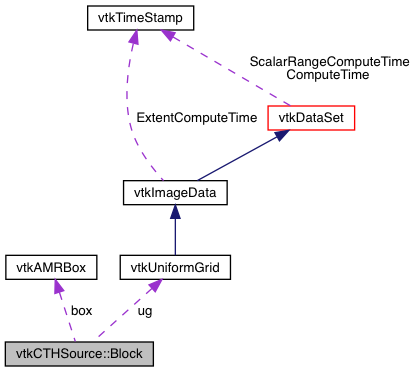 vtkTimeStamp
ScalarRangeComputeTime
ComputeTime
ExtentComputeTime
vtkDataSet
vtkImageData
vtkAMRBox
vtkUniformGrid
box
ug
vtkCTHSource::Block